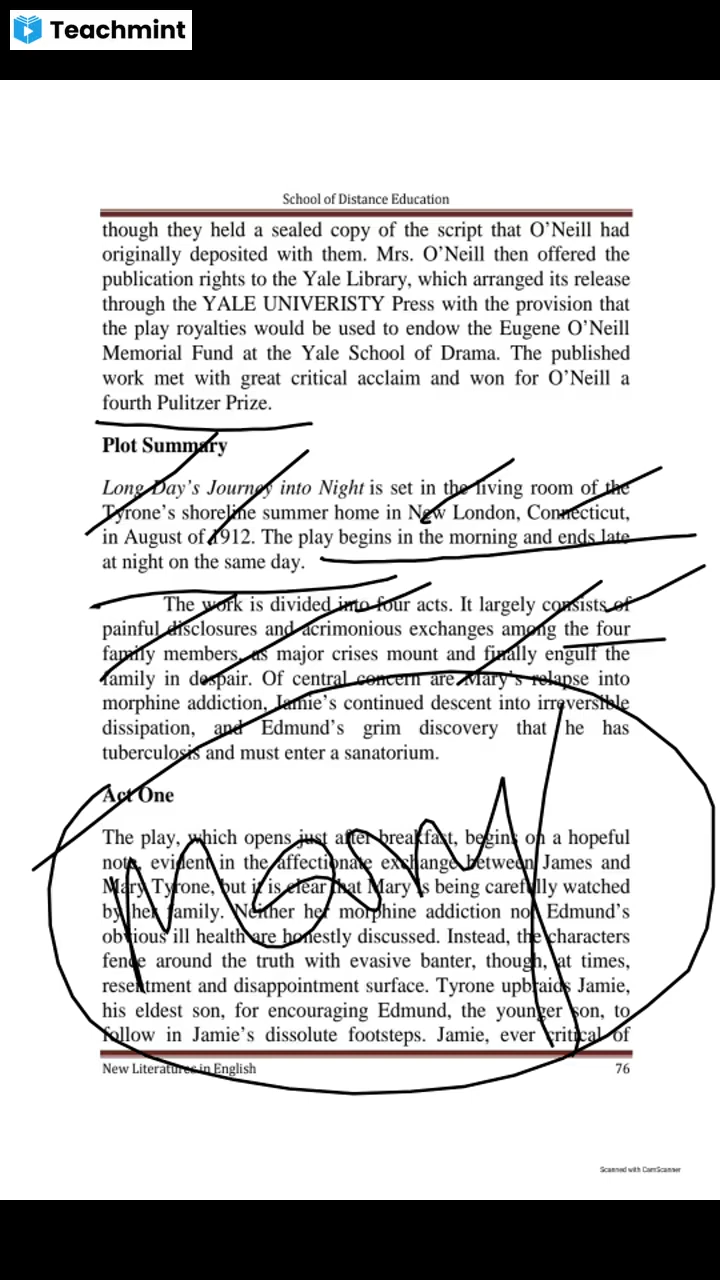 Teachmint
School of Distance Education
though they held a sealed copy of the script that O'Neill had
originally deposited with them. Mrs. O'Neill then offered the
publication rights to the Yale Library, which arranged its release
through the YALE UNIVERISTY Press with the provision that
the play royalties would be used to endow the Eugene O'Neill
Memorial Fund at the Yale School of Drama. The published
work met with great critical acclaim and won for O'Neill a
fourth Pulitzer Prize.
Plot Summary
Long Day's Journey into Night is set in the living room of the
Tyrone's shoreline summer home in New London, Connecticut,
in August of 1912. The play begins in the morning and ends late
at night on the same day.
The work is divided into four acts. It largely consists of
painful disclosures and acrimonious exchanges among the four
family members, as major crises mount and finally engulf the
family in despair. Of central concern are Mary's relapse into
morphine addiction, Jamie's continued descent into irreversible
dissipation, and Edmund's grim discovery that he has
tuberculosis and must enter a sanatorium.
Act One
The play, which opens just after breakfast, begins on a hopeful
note, evident in the affectionate exchange between James and
Mary Tyrone, but it is clear that Mary is being carefully watched
by her family. Neither her morphine addiction nor Edmund's
obvious ill health are honestly discussed. Instead, the characters
fence around the truth with evasive banter, though, at times,
resentment and disappointment surface. Tyrone upbraids Jamie,
his eldest son, for encouraging Edmund, the younger son, to
follow in Jamie's dissolute footsteps. Jamie, ever critical of
New Literatures in English 76
Scanned with CamScanner